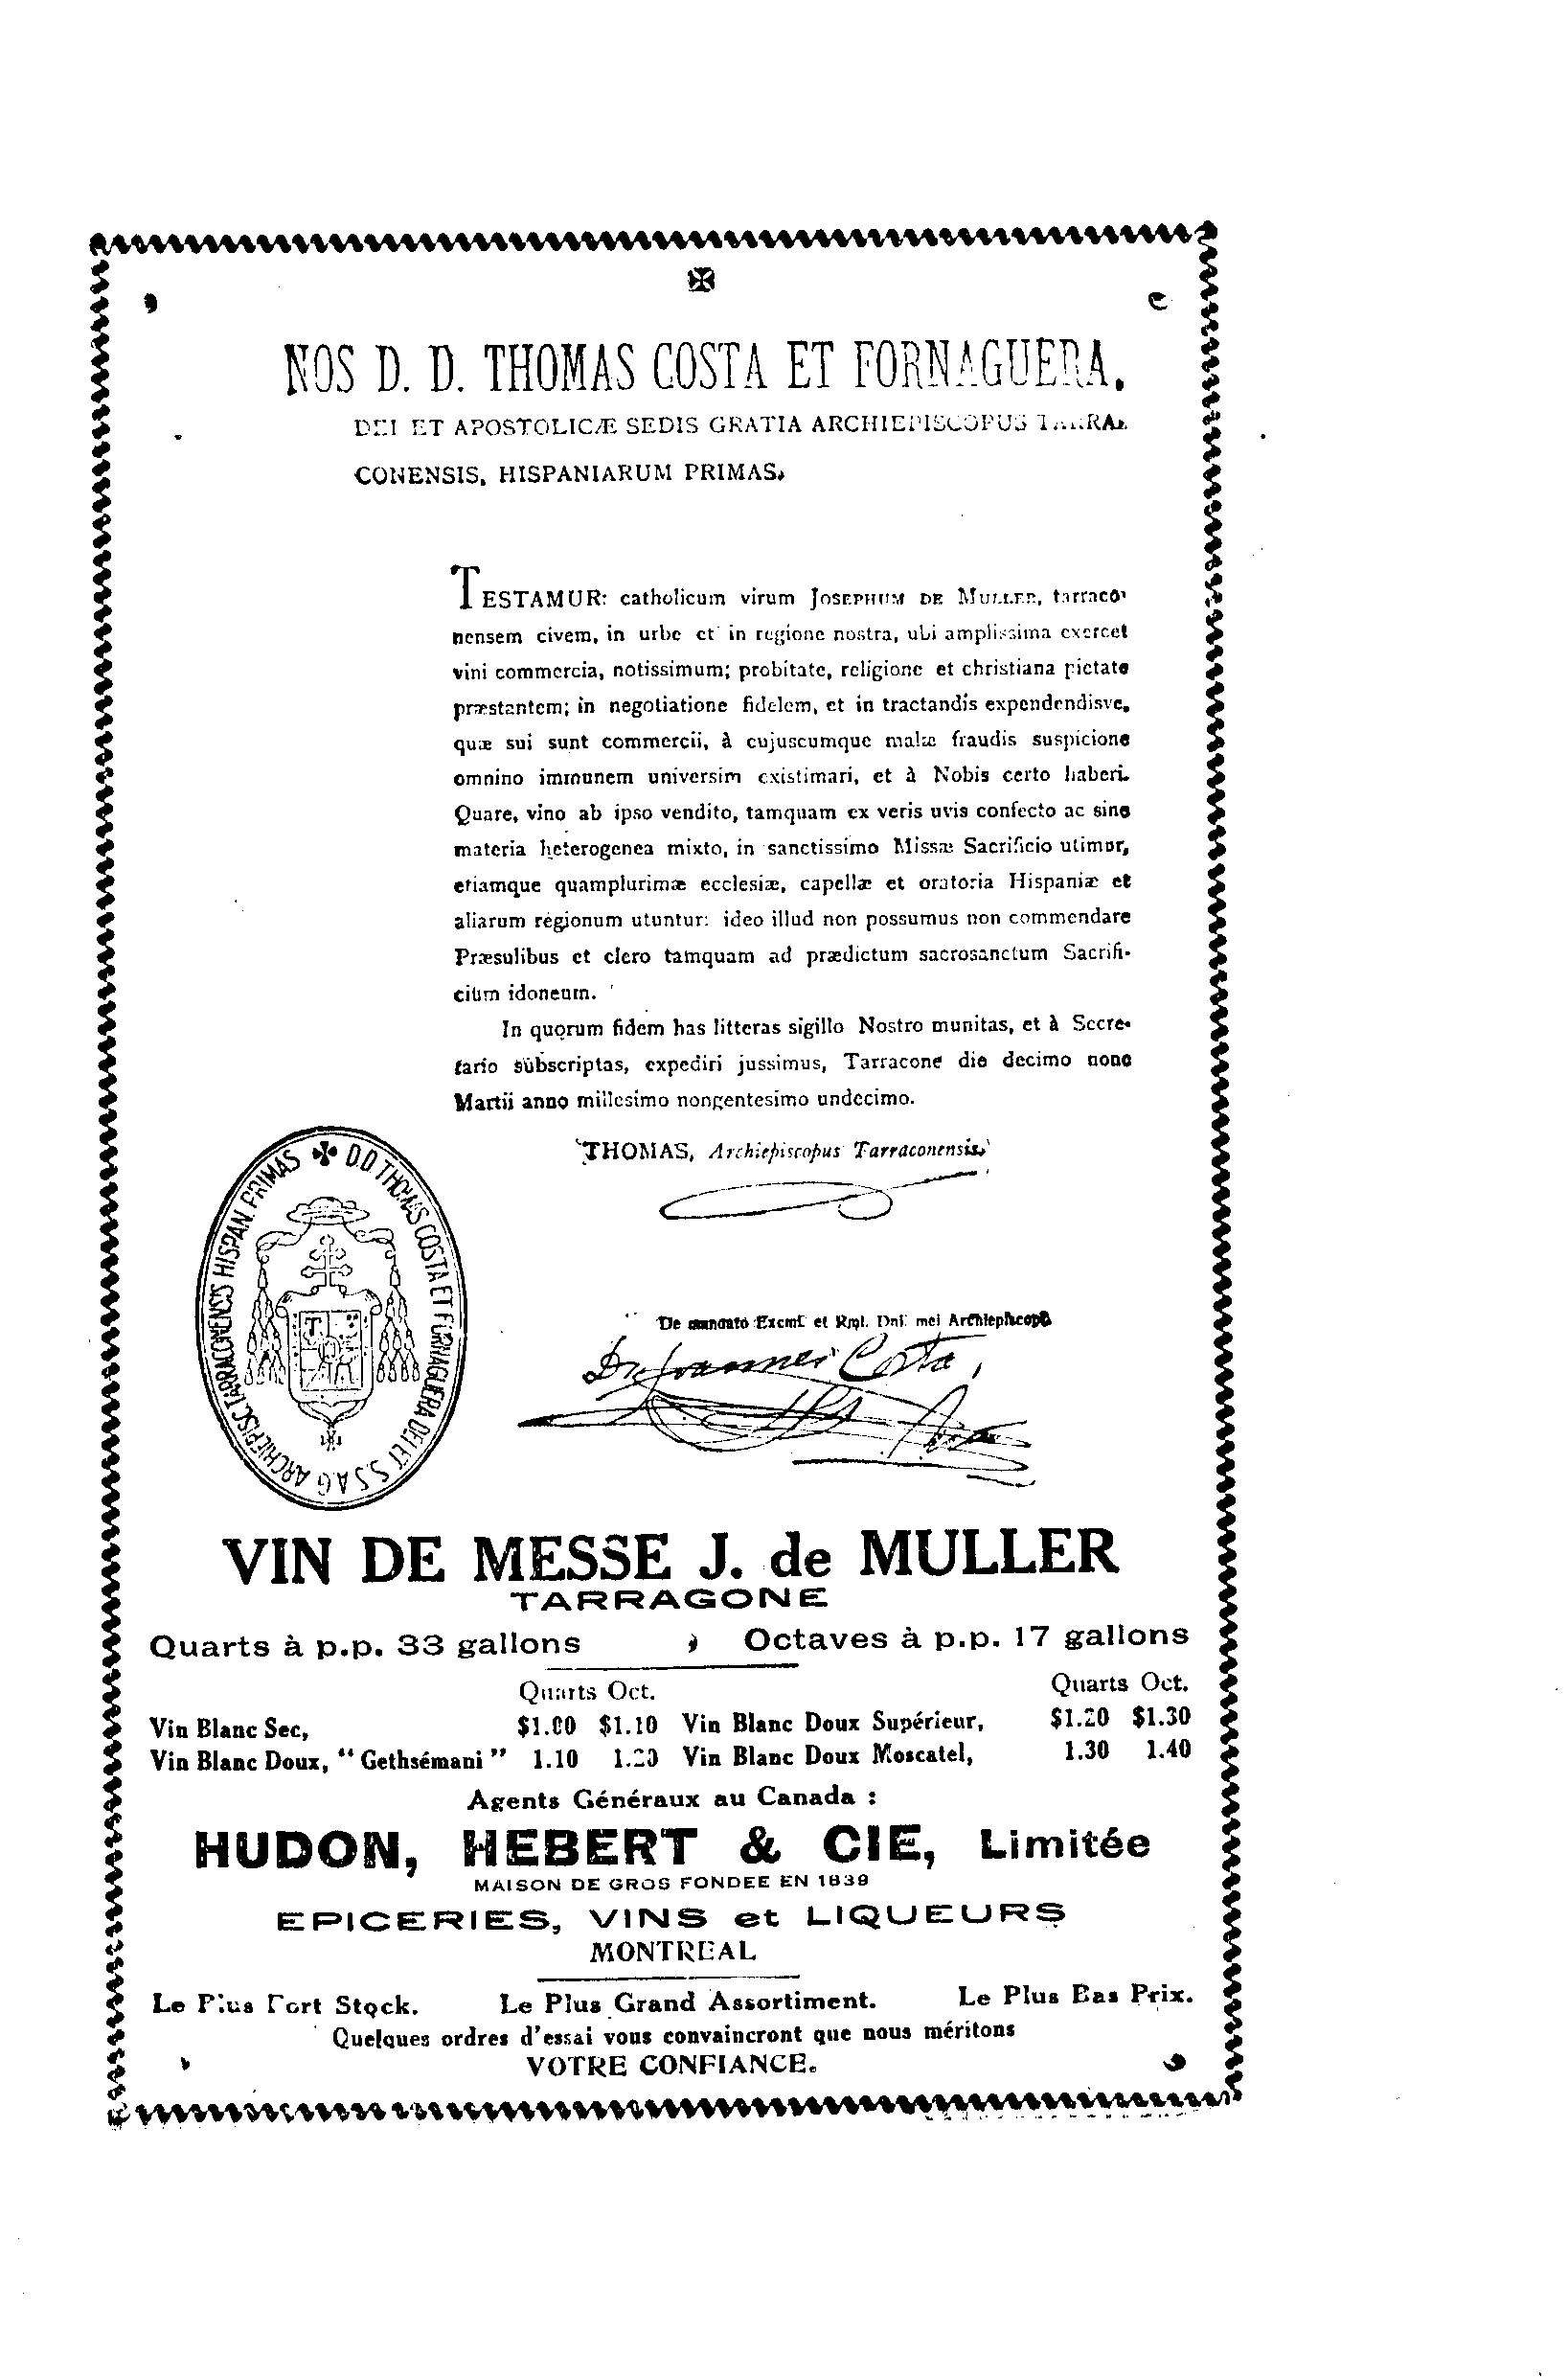 NOS D. D. THOMAS COSTA ET FORNAGUERA,
DEI ET APOSTOLICÆ SEDIS GRATIA ARCHIEPISCOPUS TARRA-
CONENSIS, HISPANIARUM PRIMAS,
TESTAMUR: catholicum virum JOSEPHUM DE MULLER, tarraco-
nensem civem, in urbe et in regione nostra, ubi amplissima exercet
vini commercia, notissimum; probitate, religione et christiana pietate
præstantem; in negotiatione fidelem, et in tractandis expendendisve,
quæ sui sunt commercii, à cujuscumque malæ fraudis suspicione
omnino immunem universim existimari, et à Nobis certo haberi.
Quare, vino ab ipso vendito, tamquam ex veris uvis confecto ac sine
materia heterogenea mixto, in sanctissimo Missæ Sacrificio utimur,
etiamque quamplurimæ ecclesiæ, capellæ et oratoria Hispaniæ et
aliarum regionum utuntur: ideo illud non possumus non commendare
Præsulibus et clero tamquam ad prædictum sacrosanctum Sacrifi-
cium idoneum.
In quorum fidem has litteras sigillo Nostro munitas, et à Secre-
tario subscriptas, expediri jussimus, Tarracone die decimo nono
Martii anno millesimo nongentesimo undecimo.
THOMAS, Archiepiscopus Tarraconensis.
D.D THOMAS COSTA ET FORNAGUERA DEI ET S.S.A.G ARCHIEPISC. TARRACONENSIS HISPAN. PRIMAS
De mandato Excmi. et Rmi. Dni. mei Archiepiscopi
Dr Joannes Costa,
VIN DE MESSE J. de MULLER
TARRAGONE
Quarts à p.p. 33 gallons , Octaves à p.p. 17 gallons
Quarts Oct. Quarts Oct.
Vin Blanc Sec, $1.00 $1.10 Vin Blanc Doux Supérieur, $1.20 $1.30
Vin Blanc Doux, “ Gethsémani ” 1.10 1.20 Vin Blanc Doux Moscatel, 1.30 1.40
Agents Généraux au Canada :
HUDON, HEBERT & CIE, Limitée
MAISON DE GROS FONDEE EN 1839
EPICERIES, VINS et LIQUEURS
MONTREAL
Le Plus Fort Stock. Le Plus Grand Assortiment. Le Plus Bas Prix.
Quelques ordres d'essai vous convaincront que nous méritons
VOTRE CONFIANCE.